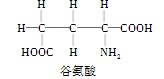 H H H
H—C—C—C—COOH
HOOC H NH₂
谷氨酸